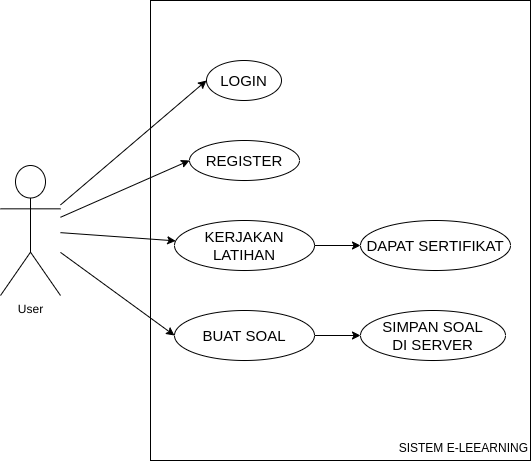 LOGIN
REGISTER
KERJAKAN
LATIHAN
DAPAT SERTIFIKAT
User
BUAT SOAL
SIMPAN SOAL
DI SERVER
SISTEM E-LEEARNING